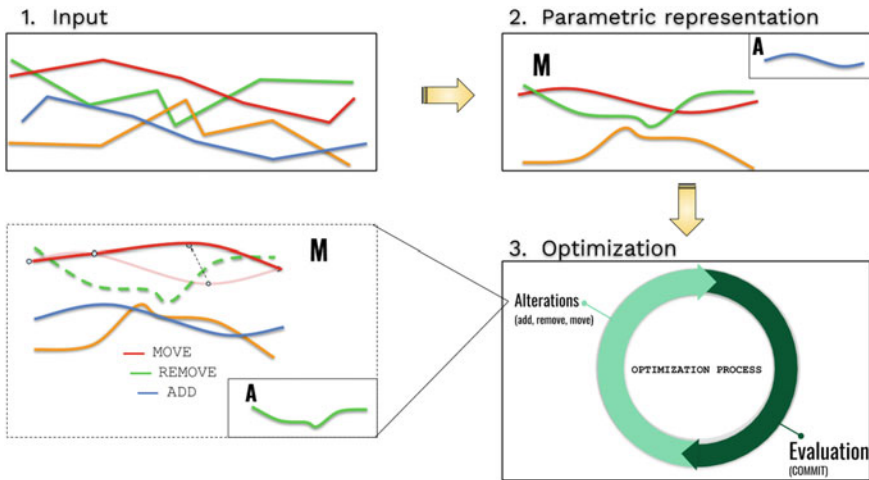 1. Input
2. Parametric representation
M
A
M
MOVE
REMOVE
ADD
A
3. Optimization
Alterations
(add, remove, move)
OPTIMIZATION PROCESS
Evaluation
(COMMIT)